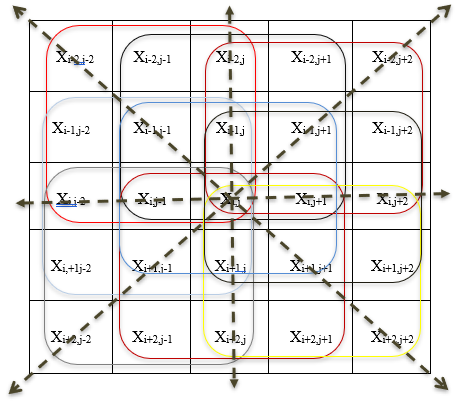 Xi-2,j-2 Xi-2,j-1 Xi-2,j Xi-2,j+1 Xi-2,j+2
Xi-1,j-2 Xi-1,j-1 Xi-1,j Xi-1,j+1 Xi-1,j+2
Xi,j-2 Xi,j-1 Xi,j Xi,j+1 Xi,j+2
Xi,+1j-2 Xi+1,j-1 Xi+1,j Xi+1,j+1 Xi+1,j+2
Xi+2,j-2 Xi+2,j-1 Xi+2,j Xi+2,j+1 Xi+2,j+2